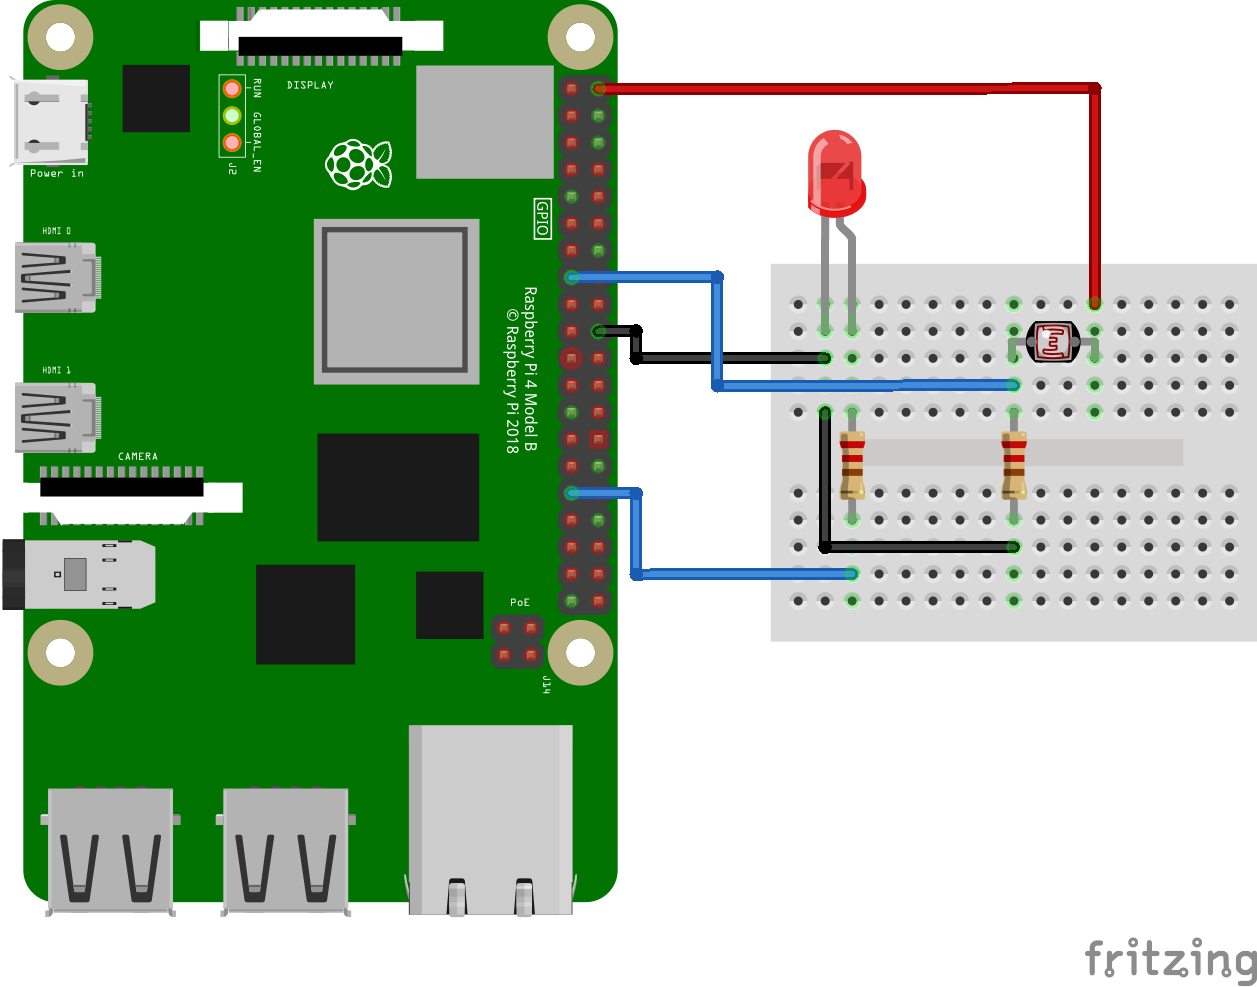 DISPLAY
RUN
GLOBAL_EN
J2
Power in
HDMI 0
GPIO
Raspberry Pi 4 Model B
© Raspberry Pi 2018
HDMI 1
CAMERA
PoE
J14
fritzing